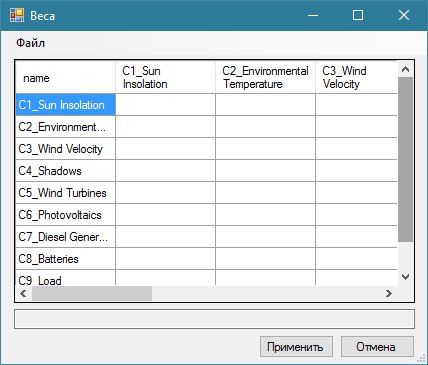 Веса
Файл
name
C1_Sun
Insolation
C2_Environmental
Temperature
C3_Wind
Velocity
C1_Sun Insolation
C2_Environment...
C3_Wind Velocity
C4_Shadows
C5_Wind Turbines
C6_Photovoltaics
C7_Diesel Gener...
C8_Batteries
C9_Load
Применить
Отмена